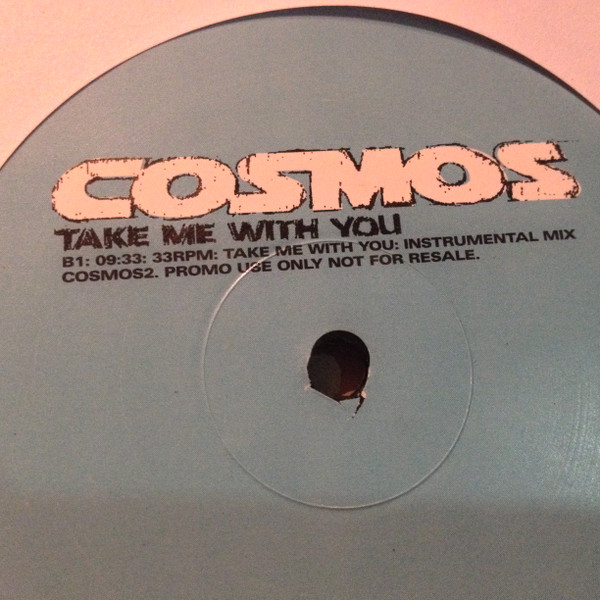 COSMOS
TAKE ME WITH YOU
B1: 09:33: 33RPM: TAKE ME WITH YOU: INSTRUMENTAL MIX
COSMOS2. PROMO USE ONLY NOT FOR RESALE.